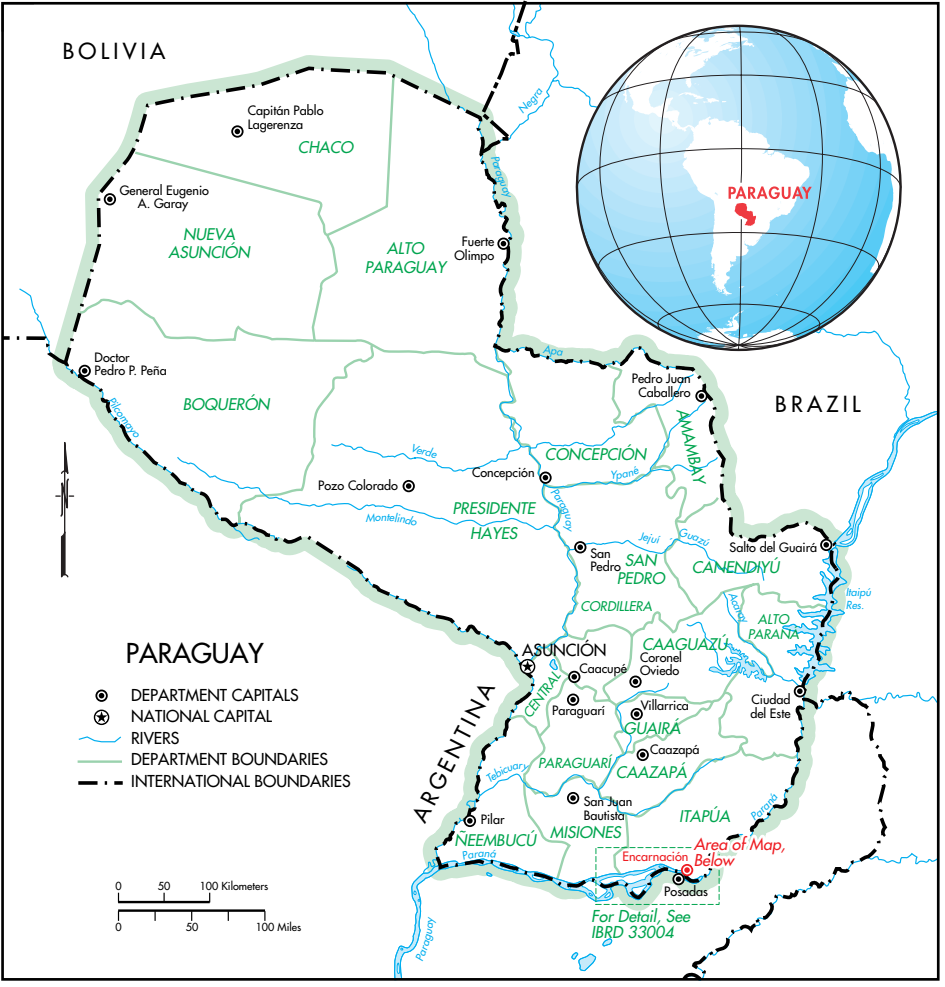 BOLIVIA
Capitán Pablo
Lagerenza
CHACO
Negra
Paraguay
PARAGUAY
General Eugenio
A. Garay
NUEVA
ASUNCIÓN
ALTO
PARAGUAY
Fuerte
Olimpo
Doctor
Pedro P. Peña
Apa
Pedro Juan
Caballero
BRAZIL
BOQUERÓN
Pilcomayo
AMAMBAY
Verde
CONCEPCIÓN
Concepción
Ypané
Pozo Colorado
Paraguay
PRESIDENTE
HAYES
Montelindo
N
San
Pedro
Jejuí
Guazú
Salto del Guairá
SAN
PEDRO
CANENDIYÚ
Itaipú
Res.
CORDILLERA
Acaray
ALTO
PARANÁ
CAAGUAZÚ
ASUNCIÓN
Caacupé
Coronel
Oviedo
CENTRAL
Paraguarí
Villarrica
GUAIRÁ
Ciudad
del Este
Caazapá
PARAGUARÍ
CAAZAPÁ
ARGENTINA
Tebicuary
San Juan
Bautista
Pilar
ÑEEMBUCÚ
MISIONES
ITAPÚA
Paraná
Paraná
Encarnación
Area of Map,
Below
Posadas
For Detail, See
IBRD 33004
Paraguay
PARAGUAY
DEPARTMENT CAPITALS
NATIONAL CAPITAL
RIVERS
DEPARTMENT BOUNDARIES
INTERNATIONAL BOUNDARIES
0 50 100 Kilometers
0 50 100 Miles